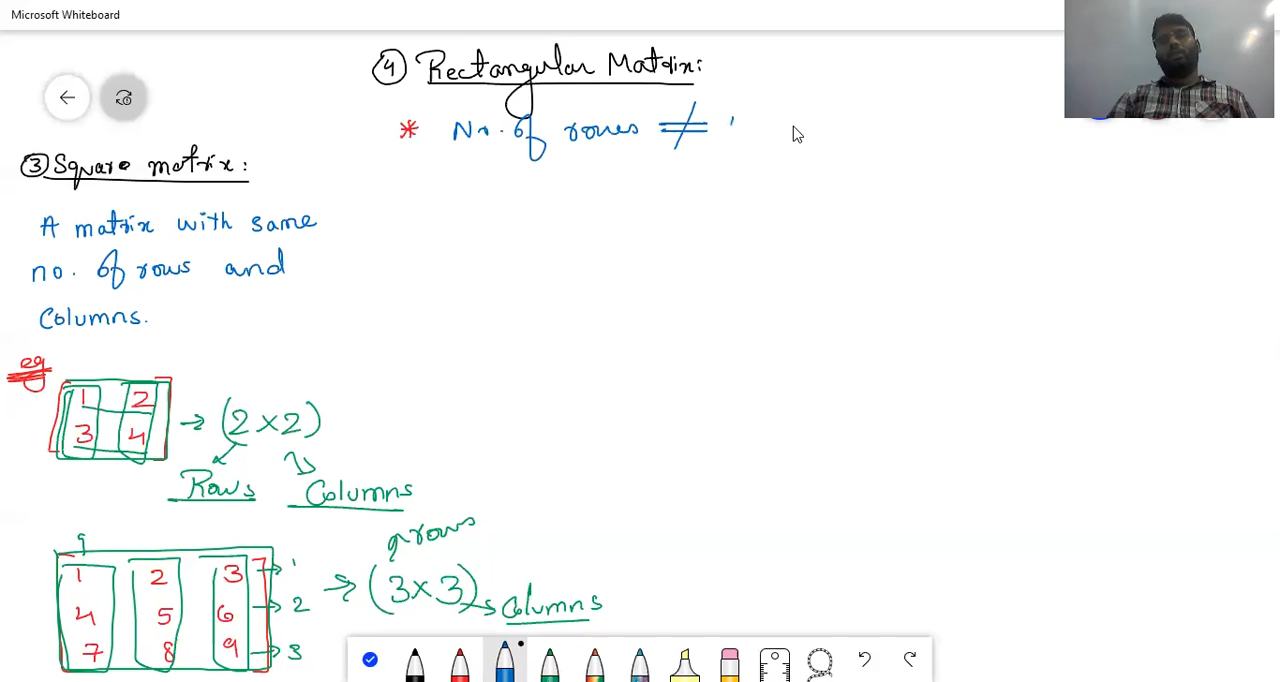 Microsoft Whiteboard
④ Rectangular Matrix:
* No. of rows ≠
③ Square matrix:
A matrix with same
no. of rows and
Columns.
eg
1 2
3 4
→ (2 × 2)
Rows Columns
1 2 3 → 1
4 5 6 → 2
7 8 9 → 3
→ (3 × 3)
rows
Columns